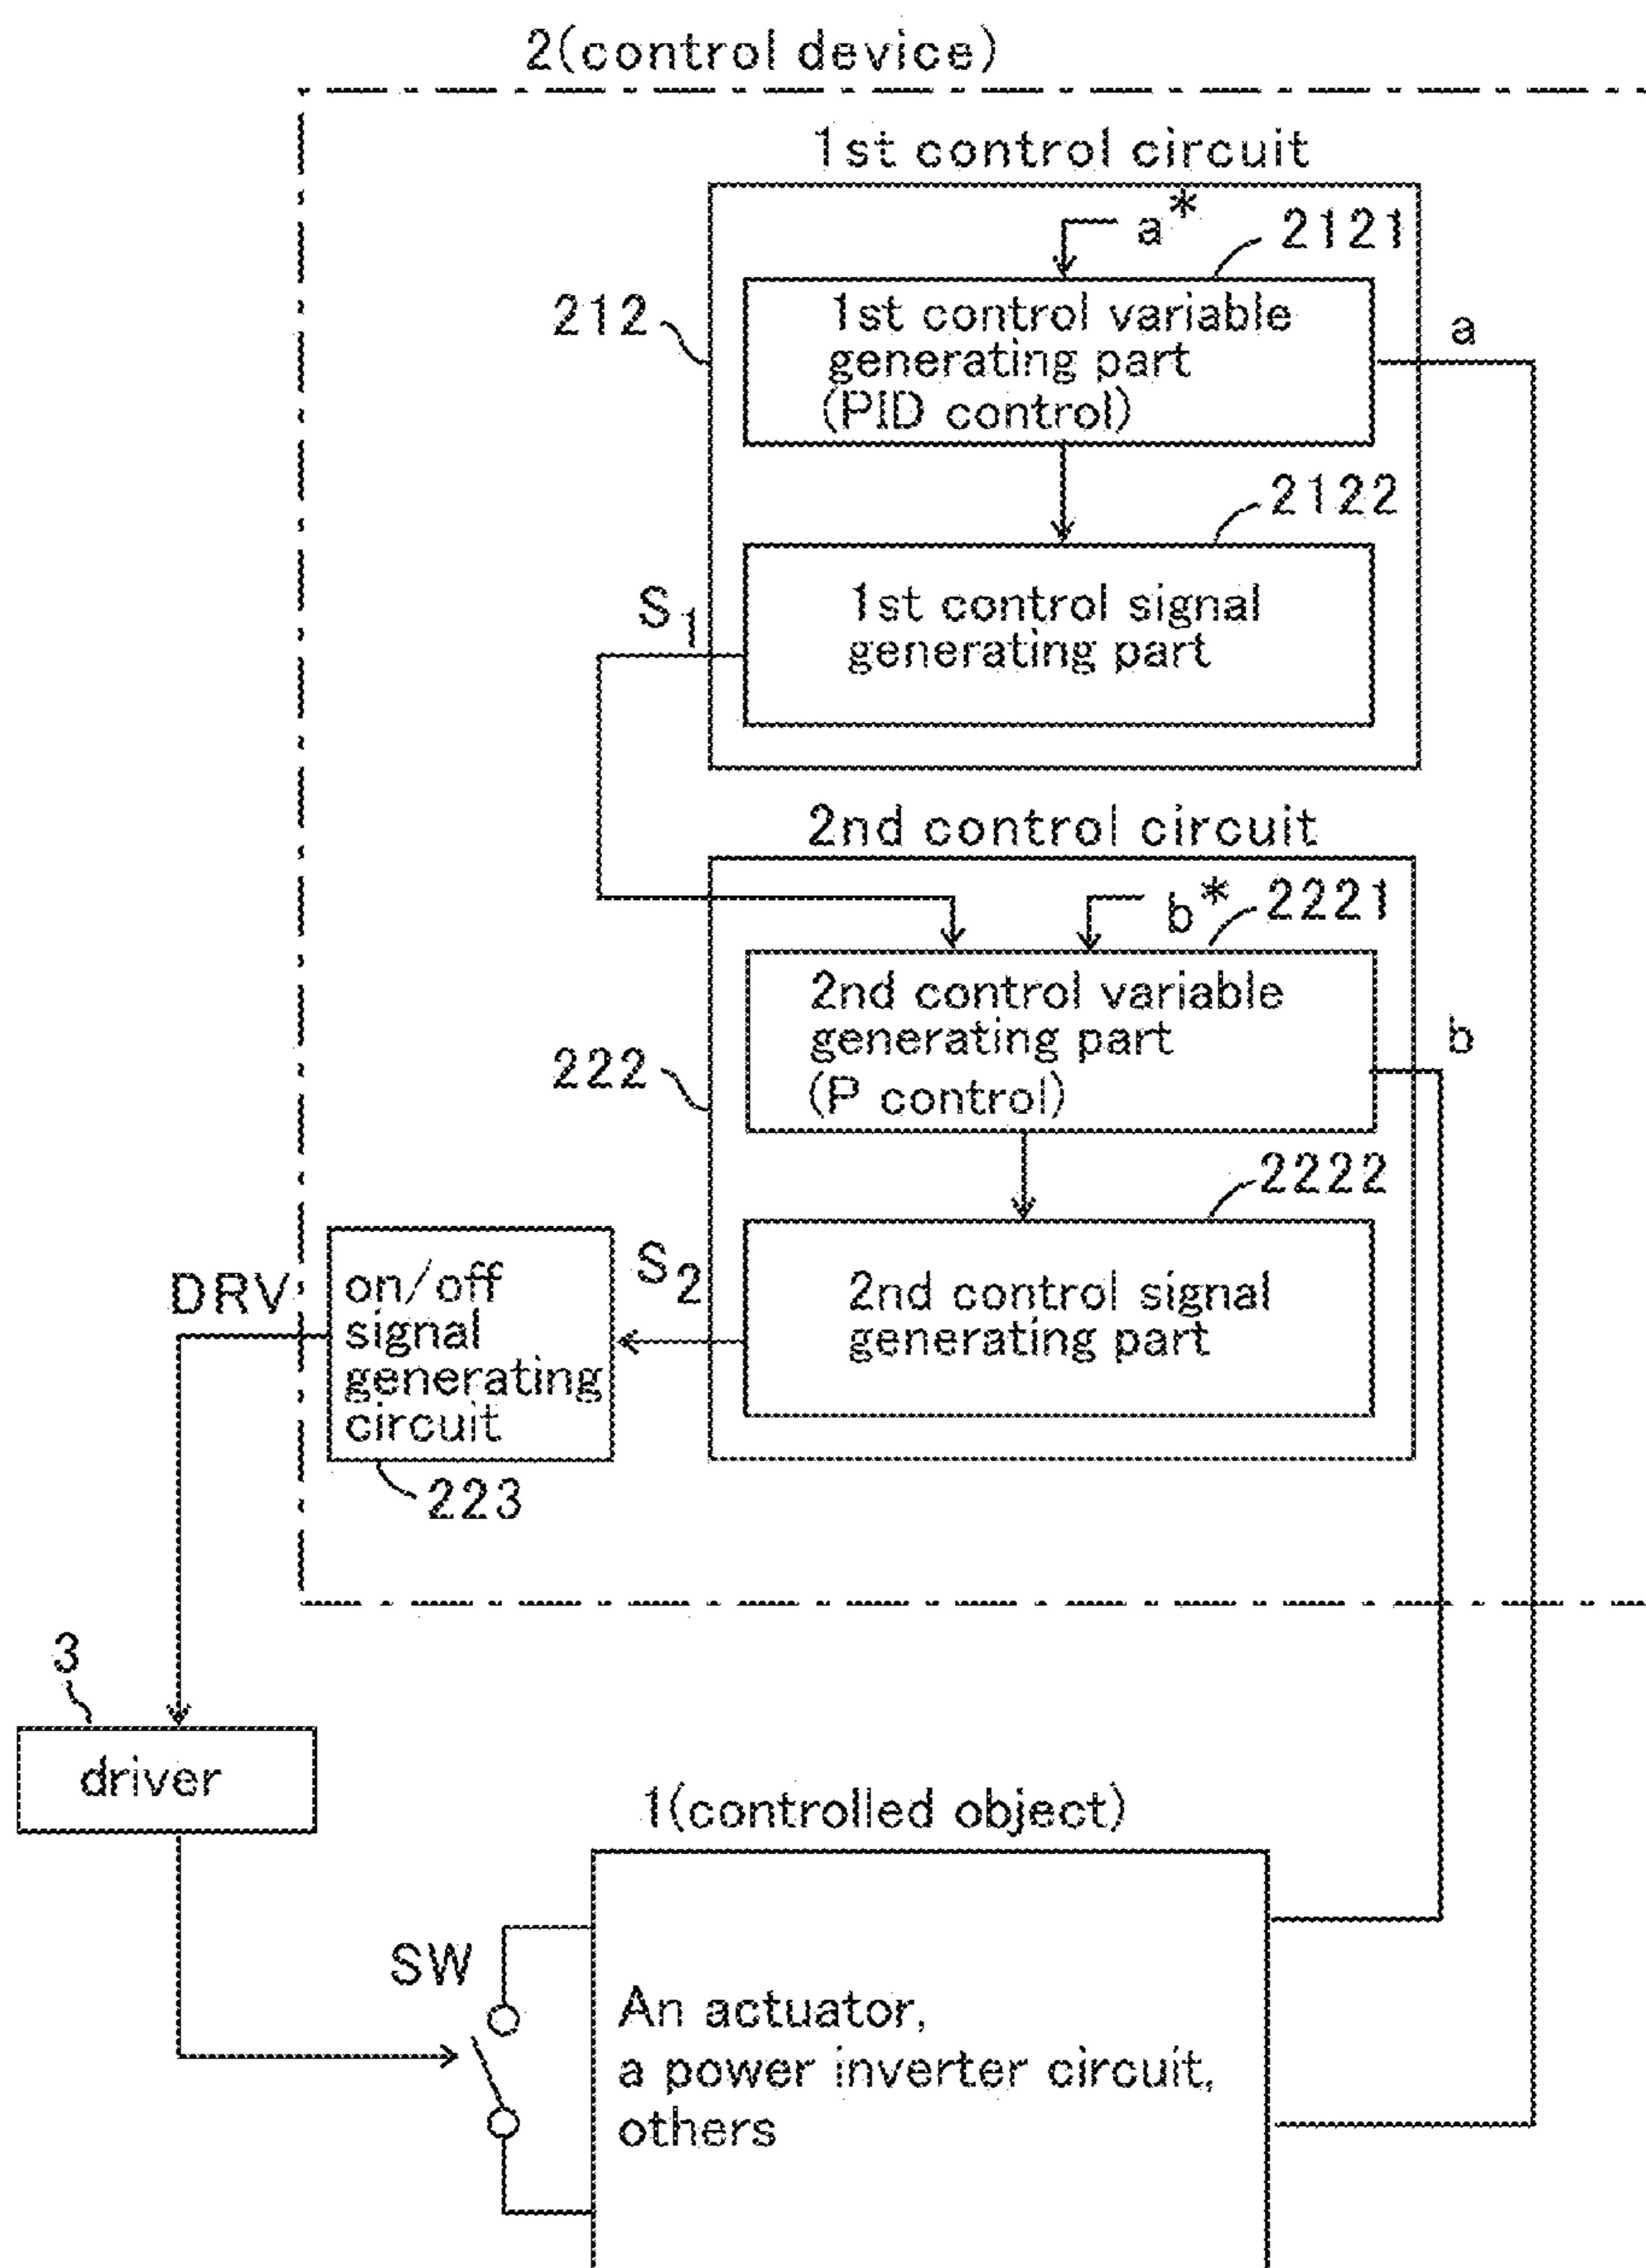 2(control device)
1st control circuit
a*
2121
212
1st control variable
generating part
(PID control)
a
2122
S1
1st control signal
generating part
2nd control circuit
b*
2221
2nd control variable
generating part
(P control)
b
222
2222
DRV
on/off
signal
generating
circuit
S2
2nd control signal
generating part
223
3
driver
1(controlled object)
SW
An actuator,
a power inverter circuit,
others